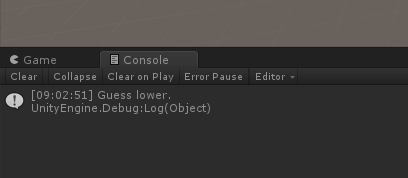 Game
Console
Clear
Collapse
Clear on Play
Error Pause
Editor
[09:02:51] Guess lower.
UnityEngine.Debug:Log(Object)